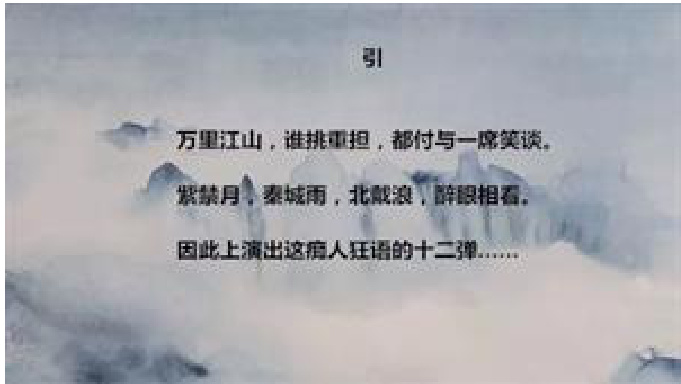 引
万里江山，谁挑重担，都付与一席笑谈。
紫禁月，秦城雨，北戴浪，醉眼相看。
因此上演出这痴人狂语的十二弹……